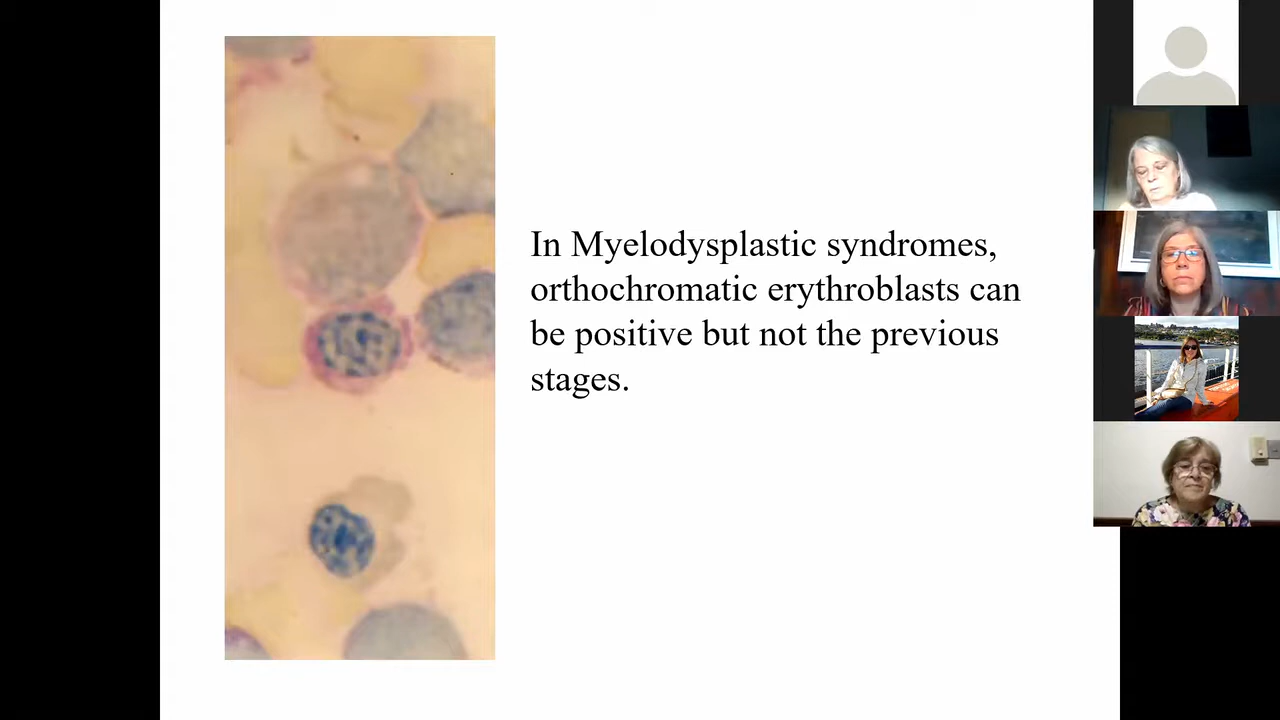 In Myelodysplastic syndromes,
orthochromatic erythroblasts can
be positive but not the previous
stages.